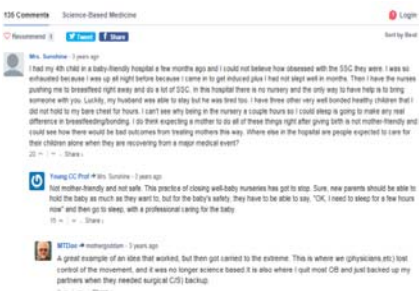 135 Comments Science-Based Medicine Login
Recommend 1 Tweet f Share Sort by Best
Mrs. Sunshine · 3 years ago
I had my 4th child in a baby-friendly hospital a few months ago and I could not believe how obsessed with the SSC they were. I was so
exhausted because I was up all night before because I came in to get induced plus I had not slept well in months. Then I have the nurses
pushing me to breastfeed right away and do a lot of SSC. In this hospital there is no nursery and the only way to have help is to bring
someone with you. Luckily, my husband was able to stay but he was tired too. I have three other very well bonded healthy children that I
did not hold to my bare chest for hours. I can't see why being in the nursery a couple hours so I could sleep is going to make any real
difference in breastfeeding/bonding. I do think expecting a mother to do all of these things right after giving birth is not mother-friendly and
could see how there would be bad outcomes from treating mothers this way. Where else in the hospital are people expected to care for
their children alone when they are recovering from a major medical event?
Share ›
Young CC Prof Mrs. Sunshine · 3 years ago
Not mother-friendly and not safe. This practice of closing well-baby nurseries has got to stop. Sure, new parents should be able to
hold the baby as much as they want to, but for the baby's safety, they have to be able to say, "OK, I need to sleep for a few hours
now" and then go to sleep, with a professional caring for the baby.
Share ›
MTDoc · 3 years ago
A great example of an idea that worked, but then got carried to the extreme. This is where we (physicians,etc) lost
control of the movement, and it was no longer science based. It is also where I quit most OB and just backed up my
partners when they needed surgical C/S) backup.